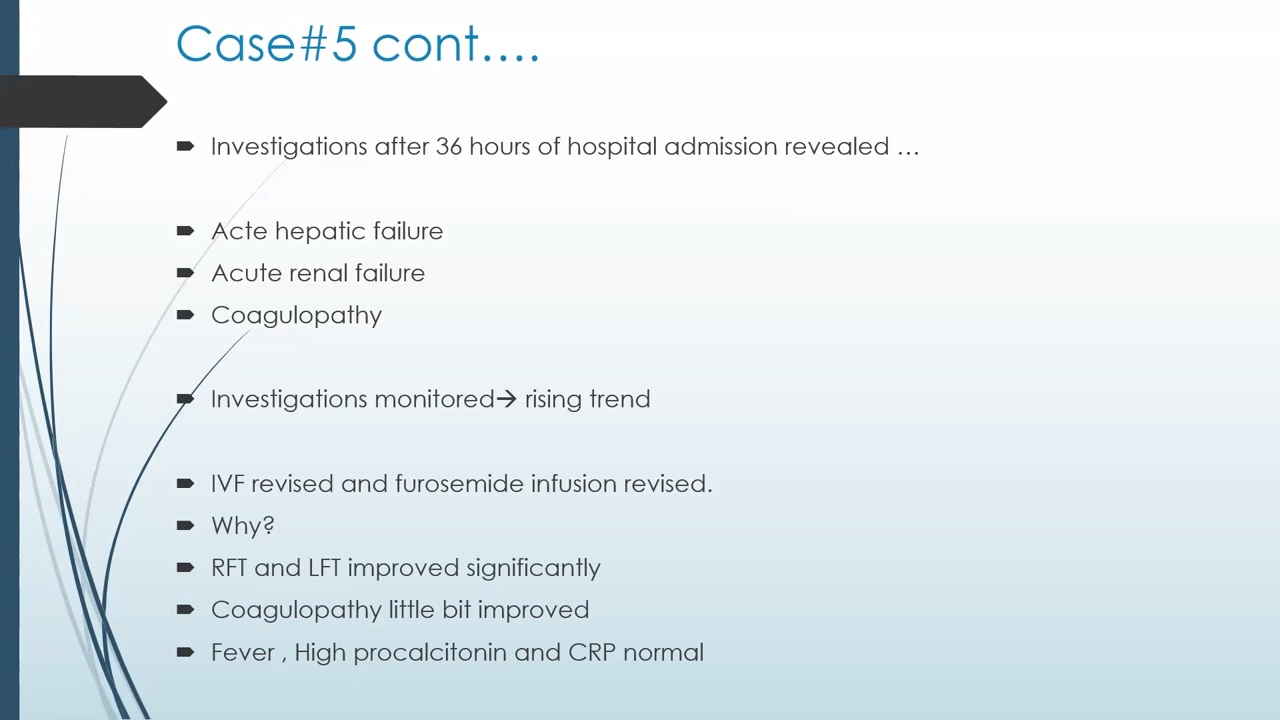 Case#5 cont….
Investigations after 36 hours of hospital admission revealed …
Acte hepatic failure
Acute renal failure
Coagulopathy
Investigations monitored→ rising trend
IVF revised and furosemide infusion revised.
Why?
RFT and LFT improved significantly
Coagulopathy little bit improved
Fever , High procalcitonin and CRP normal